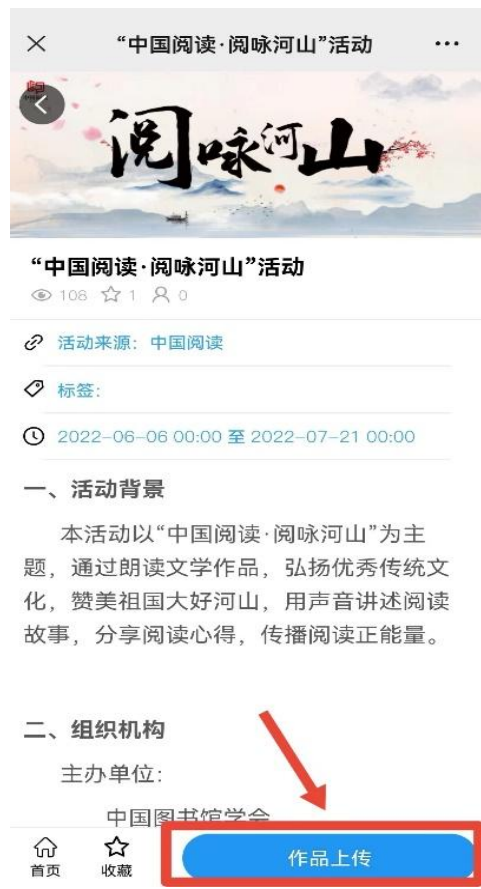 “中国阅读·阅咏河山”活动
阅咏河山
“中国阅读·阅咏河山”活动
108 1 0
活动来源：中国阅读
标签：
2022-06-06 00:00 至 2022-07-21 00:00
一、活动背景
本活动以“中国阅读·阅咏河山”为主
题，通过朗读文学作品，弘扬优秀传统文
化，赞美祖国大好河山，用声音讲述阅读
故事，分享阅读心得，传播阅读正能量。
二、组织机构
主办单位：
中国图书馆学会
首页 收藏 作品上传